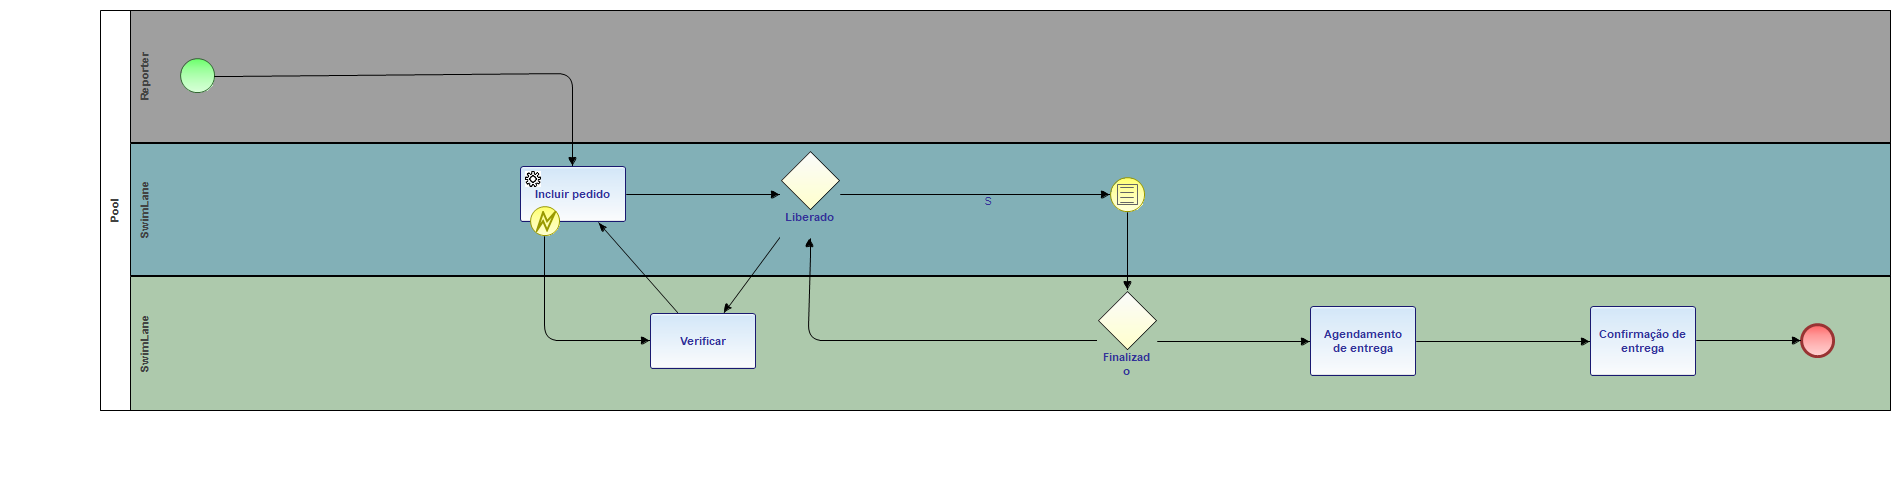 Pool
Reporter
SwimLane
Incluir pedido
Liberado
S
SwimLane
Verificar
Finalizad
o
Agendamento
de entrega
Confirmação de
entrega